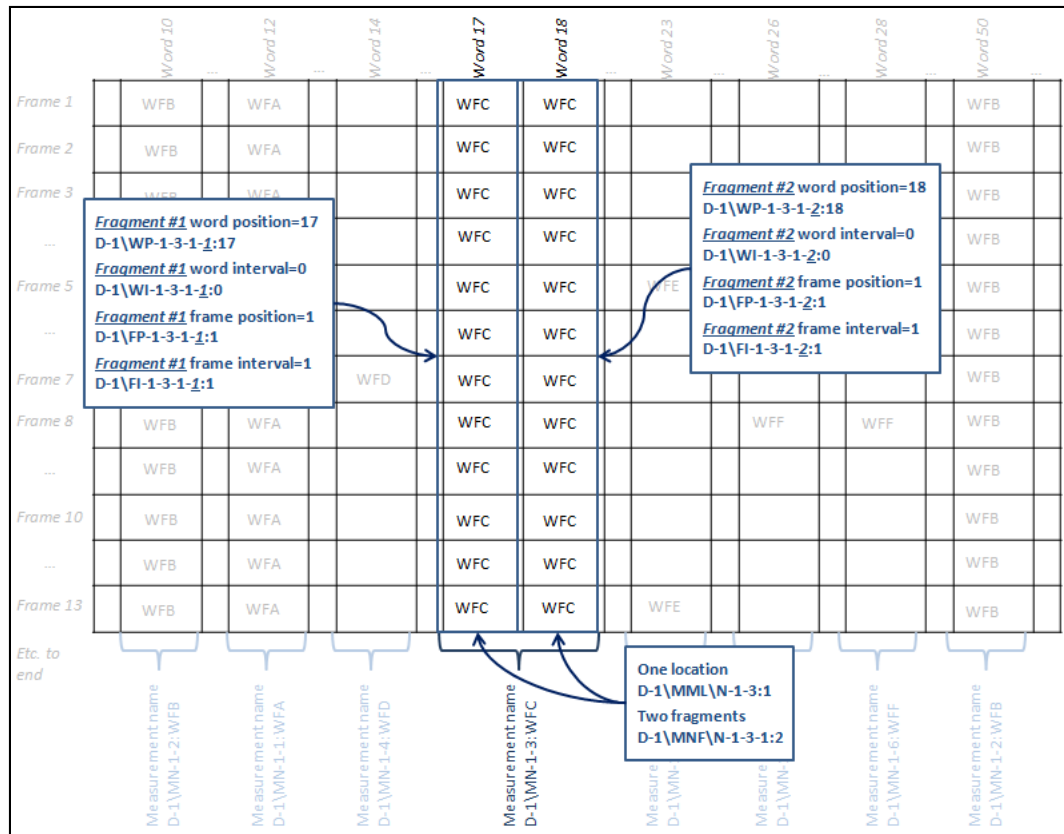 Word 10 ... Word 12 ... Word 14 ... Word 17 Word 18 ... Word 23 ... Word 26 ... Word 28 ... Word 50
Frame 1 WFB WFA WFC WFC WFB
Frame 2 WFB WFA WFC WFC WFB
Frame 3 WFB WFA WFC WFC WFB
... WFC WFC WFB
Frame 5 WFC WFC WFE WFB
... WFC WFC WFB
Frame 7 WFD WFC WFC WFB
Frame 8 WFB WFA WFC WFC WFF WFF WFB
... WFB WFA WFC WFC WFB
Frame 10 WFB WFA WFC WFC WFB
... WFB WFA WFC WFC WFB
Frame 13 WFB WFA WFC WFC WFE WFB
Etc. to
end
Fragment #1 word position=17
D-1\WP-1-3-1-1:17
Fragment #1 word interval=0
D-1\WI-1-3-1-1:0
Fragment #1 frame position=1
D-1\FP-1-3-1-1:1
Fragment #1 frame interval=1
D-1\FI-1-3-1-1:1
Fragment #2 word position=18
D-1\WP-1-3-1-2:18
Fragment #2 word interval=0
D-1\WI-1-3-1-2:0
Fragment #2 frame position=1
D-1\FP-1-3-1-2:1
Fragment #2 frame interval=1
D-1\FI-1-3-1-2:1
One location
D-1\MML\N-1-3:1
Two fragments
D-1\MNF\N-1-3-1:2
Measurement name
D-1\MN-1-2:WFB
Measurement name
D-1\MN-1-1:WFA
Measurement name
D-1\MN-1-4:WFD
Measurement name
D-1\MN-1-3:WFC
D-1\MN-1-6:WFF
Measurement name
D-1\MN-1-2:WFB